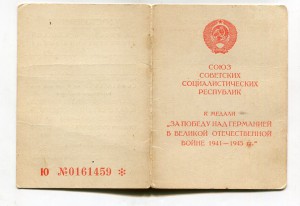 Ю №0161459 *
СОЮЗ
СОВЕТСКИХ
СОЦИАЛИСТИЧЕСКИХ
РЕСПУБЛИК
К МЕДАЛИ
„ЗА ПОБЕДУ НАД ГЕРМАНИЕЙ
В ВЕЛИКОЙ ОТЕЧЕСТВЕННОЙ
ВОЙНЕ 1941—1945 гг."